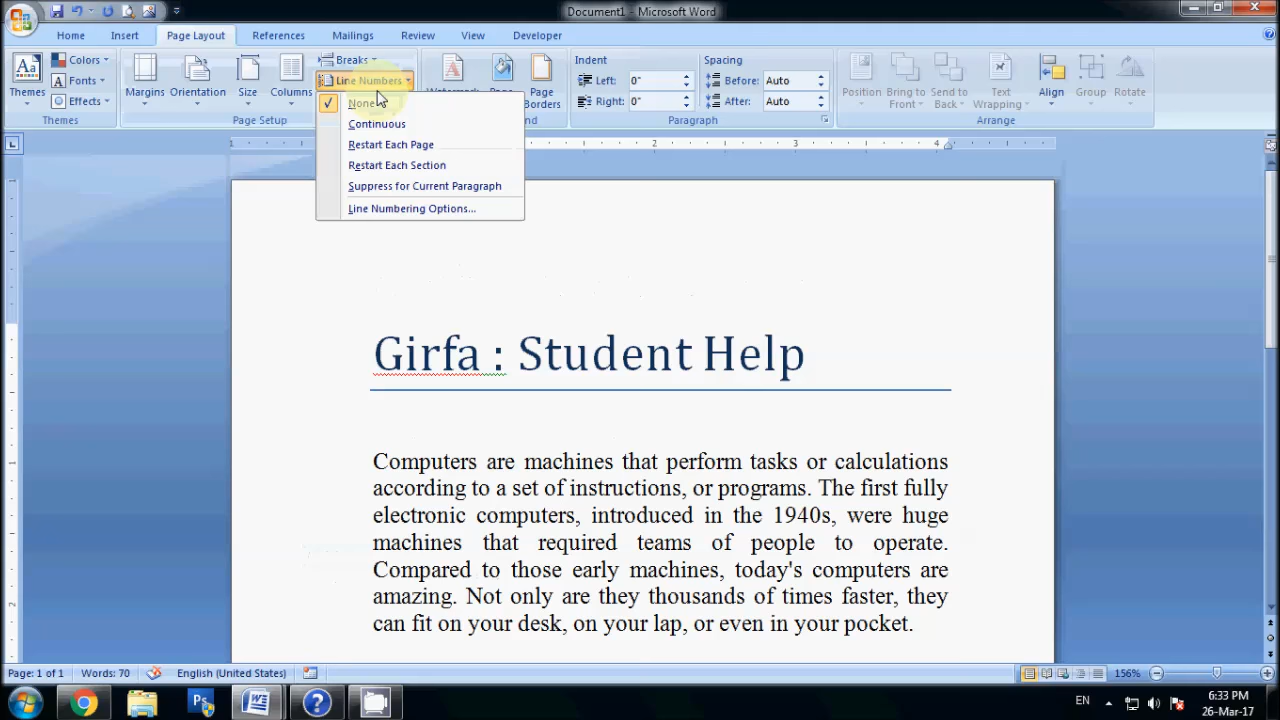 Document1 - Microsoft Word
Home Insert Page Layout References Mailings Review View Developer
Colors Breaks Indent Spacing
Line Numbers Left: 0" Before: Auto
Fonts Themes Margins Orientation Size Columns Page Borders Position Bring to Front Send to Back Text Wrapping Align Group Rotate
Effects Right: 0" After: Auto
Themes Page Setup Paragraph Arrange
None
Continuous
Restart Each Page
Restart Each Section
Suppress for Current Paragraph
Line Numbering Options...
1 1 2 3 4
Girfa : Student Help
Computers are machines that perform tasks or calculations
according to a set of instructions, or programs. The first fully
electronic computers, introduced in the 1940s, were huge
machines that required teams of people to operate.
Compared to those early machines, today's computers are
amazing. Not only are they thousands of times faster, they
can fit on your desk, on your lap, or even in your pocket.
Page: 1 of 1 Words: 70 English (United States) 156%
EN 6:33 PM
26-Mar-17